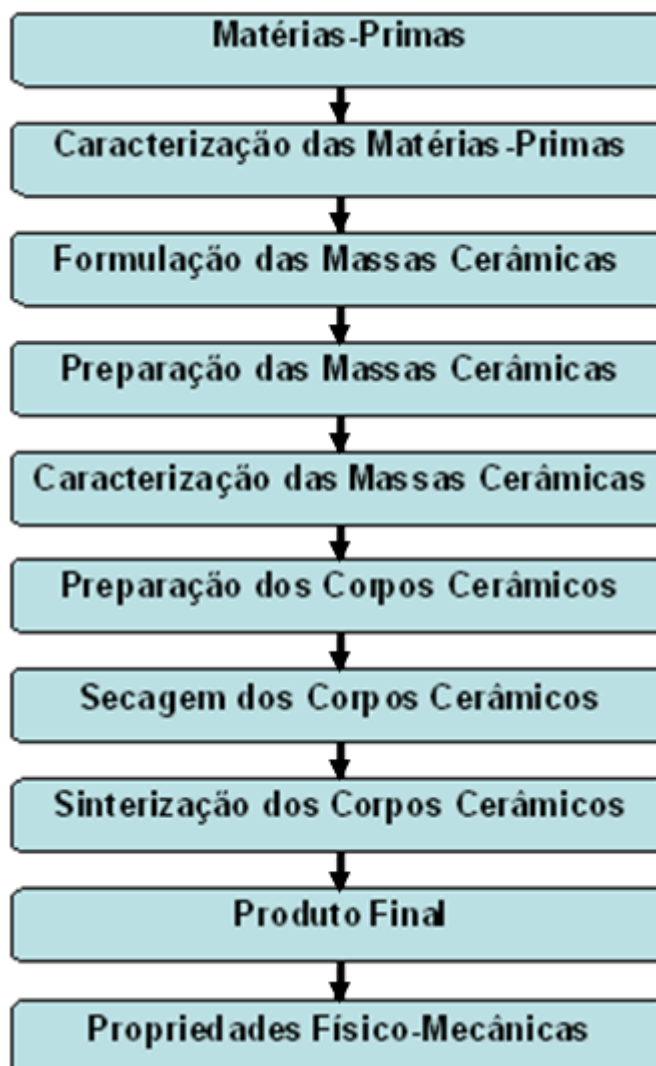 Matérias-Primas
Caracterização das Matérias-Primas
Formulação das Massas Cerâmicas
Preparação das Massas Cerâmicas
Caracterização das Massas Cerâmicas
Preparação dos Corpos Cerâmicos
Secagem dos Corpos Cerâmicos
Sinterização dos Corpos Cerâmicos
Produto Final
Propriedades Físico-Mecânicas